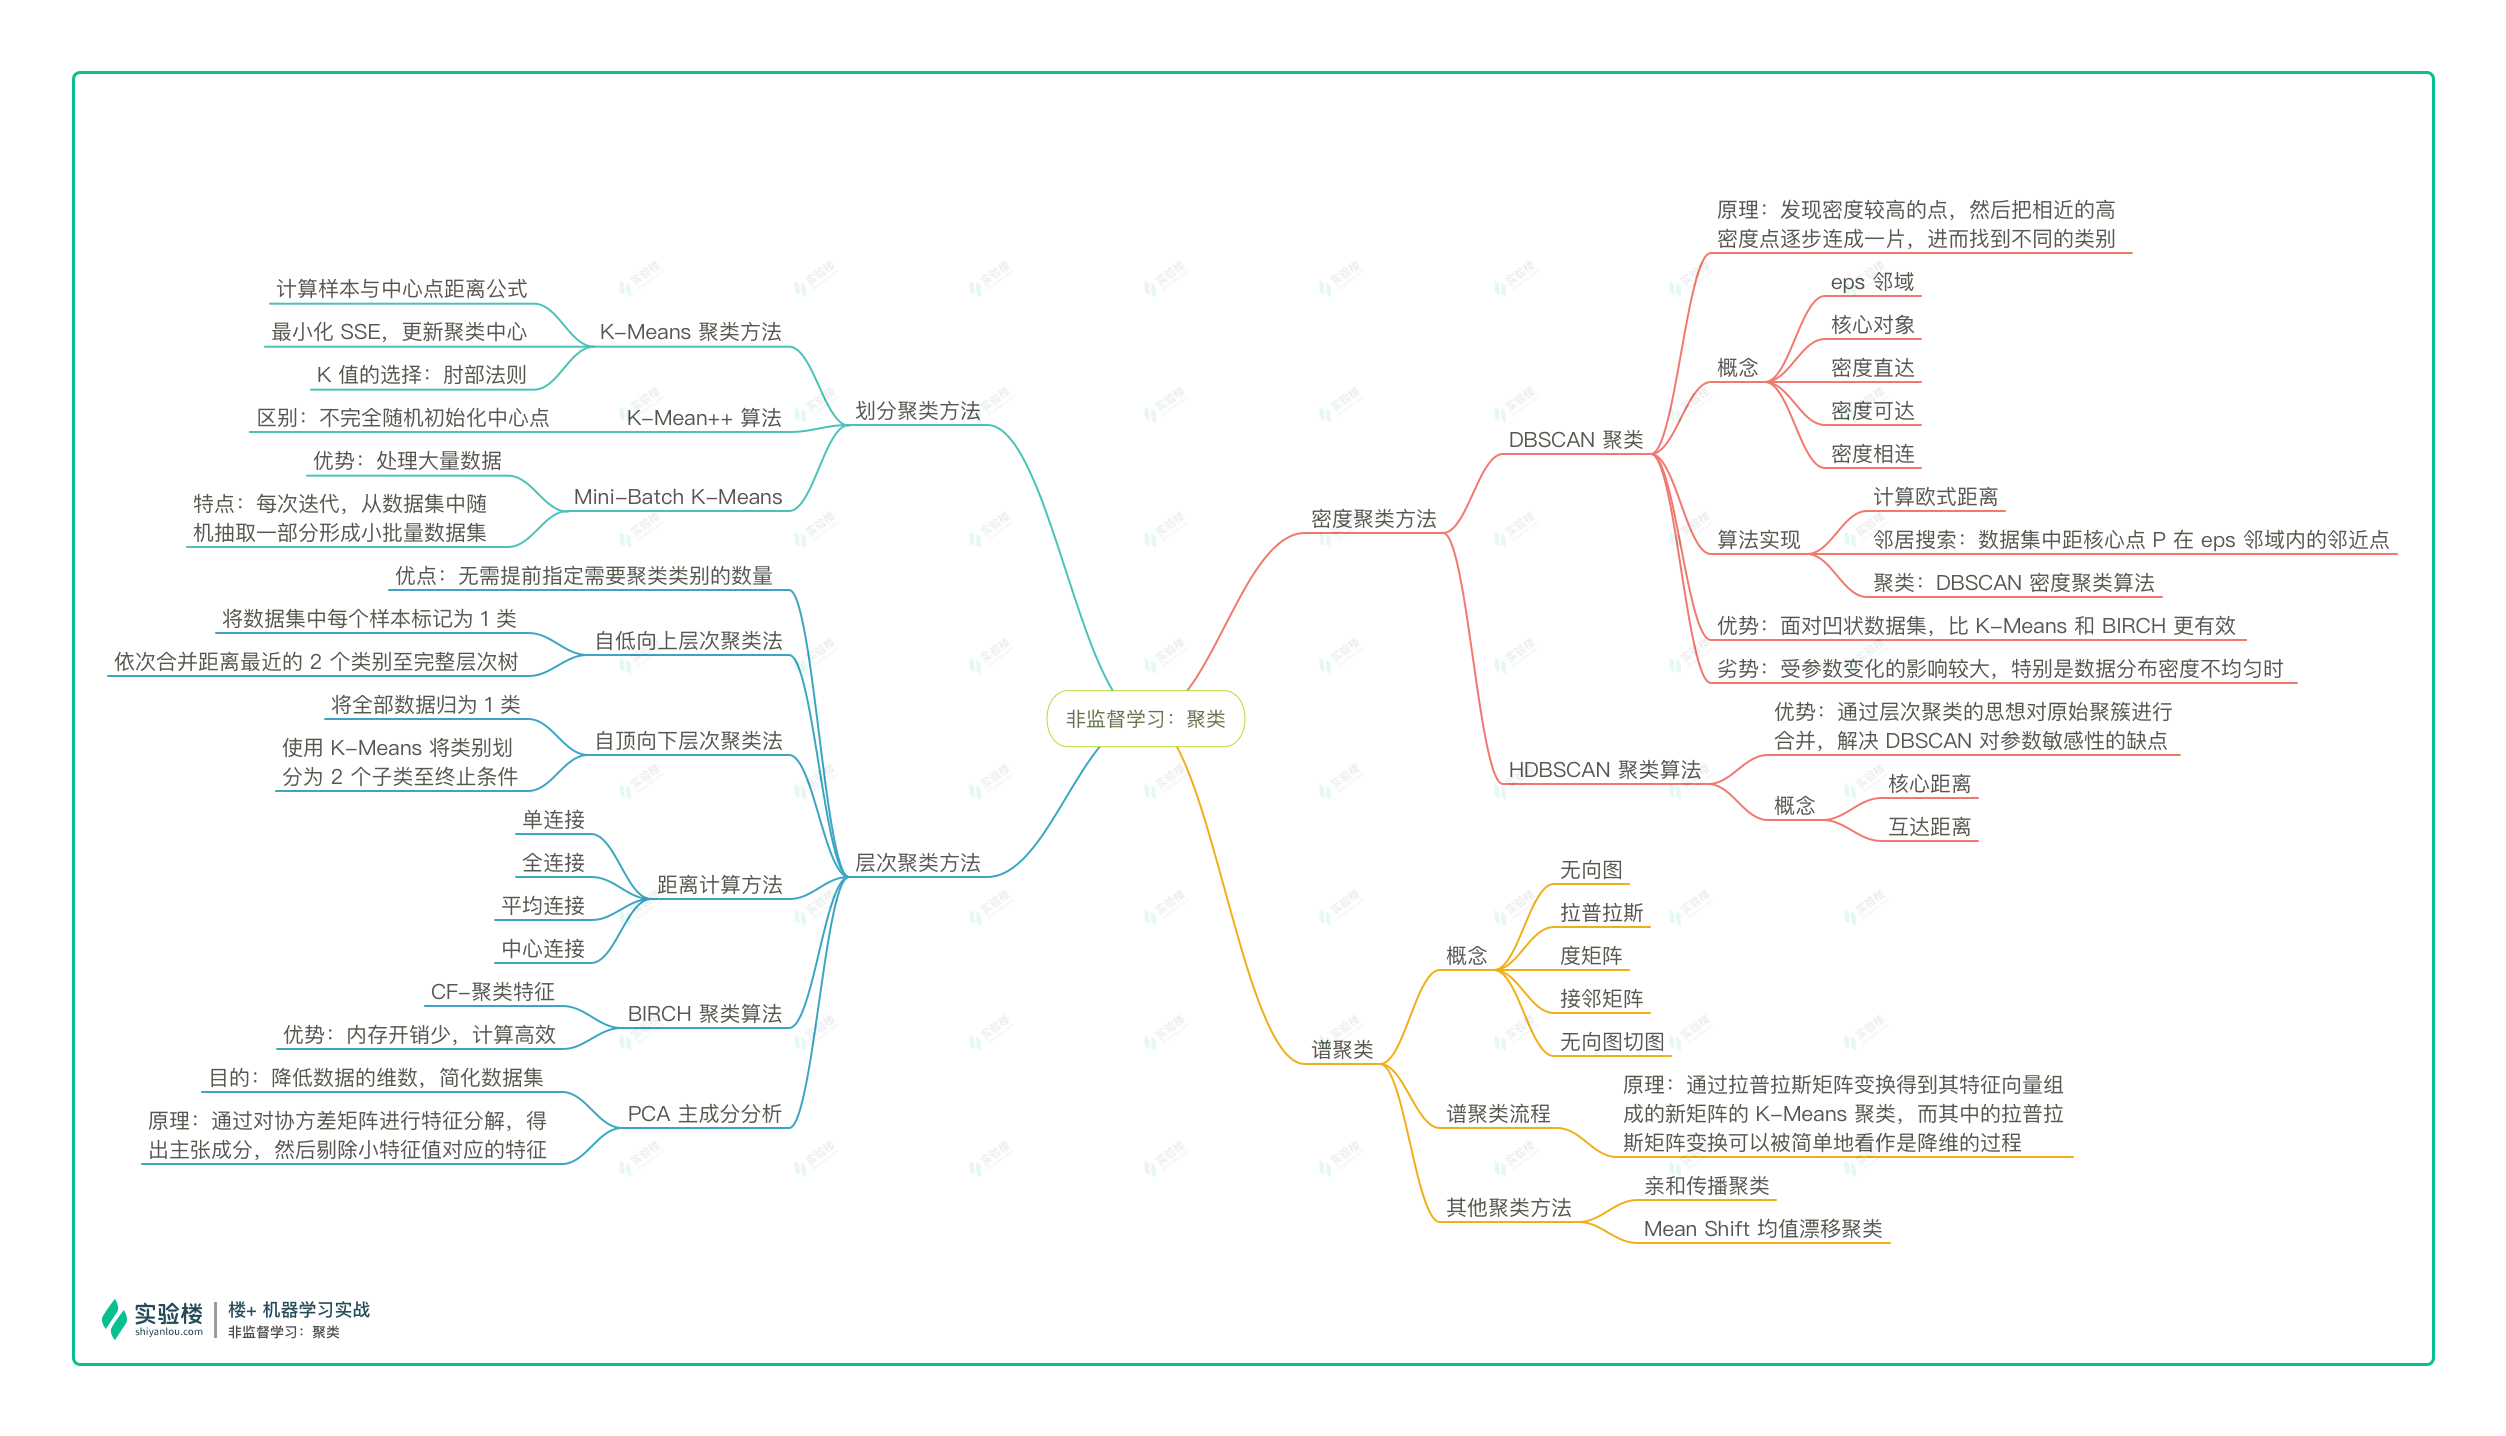 非监督学习：聚类
划分聚类方法
K-Means 聚类方法
计算样本与中心点距离公式
最小化 SSE，更新聚类中心
K 值的选择：肘部法则
K-Mean++ 算法
区别：不完全随机初始化中心点
Mini-Batch K-Means
优势：处理大量数据
特点：每次迭代，从数据集中随
机抽取一部分形成小批量数据集
层次聚类方法
优点：无需提前指定需要聚类类别的数量
自低向上层次聚类法
将数据集中每个样本标记为 1 类
依次合并距离最近的 2 个类别至完整层次树
自顶向下层次聚类法
将全部数据归为 1 类
使用 K-Means 将类别划
分为 2 个子类至终止条件
距离计算方法
单连接
全连接
平均连接
中心连接
BIRCH 聚类算法
CF-聚类特征
优势：内存开销少，计算高效
PCA 主成分分析
目的：降低数据的维数，简化数据集
原理：通过对协方差矩阵进行特征分解，得
出主张成分，然后剔除小特征值对应的特征
密度聚类方法
DBSCAN 聚类
原理：发现密度较高的点，然后把相近的高
密度点逐步连成一片，进而找到不同的类别
概念
eps 邻域
核心对象
密度直达
密度可达
密度相连
算法实现
计算欧式距离
邻居搜索：数据集中距核心点 P 在 eps 邻域内的邻近点
聚类：DBSCAN 密度聚类算法
优势：面对凹状数据集，比 K-Means 和 BIRCH 更有效
劣势：受参数变化的影响较大，特别是数据分布密度不均匀时
HDBSCAN 聚类算法
优势：通过层次聚类的思想对原始聚簇进行
合并，解决 DBSCAN 对参数敏感性的缺点
概念
核心距离
互达距离
谱聚类
概念
无向图
拉普拉斯
度矩阵
接邻矩阵
无向图切图
谱聚类流程
原理：通过拉普拉斯矩阵变换得到其特征向量组
成的新矩阵的 K-Means 聚类，而其中的拉普拉
斯矩阵变换可以被简单地看作是降维的过程
其他聚类方法
亲和传播聚类
Mean Shift 均值漂移聚类
实验楼
shiyanlou.com
楼+ 机器学习实战
非监督学习：聚类